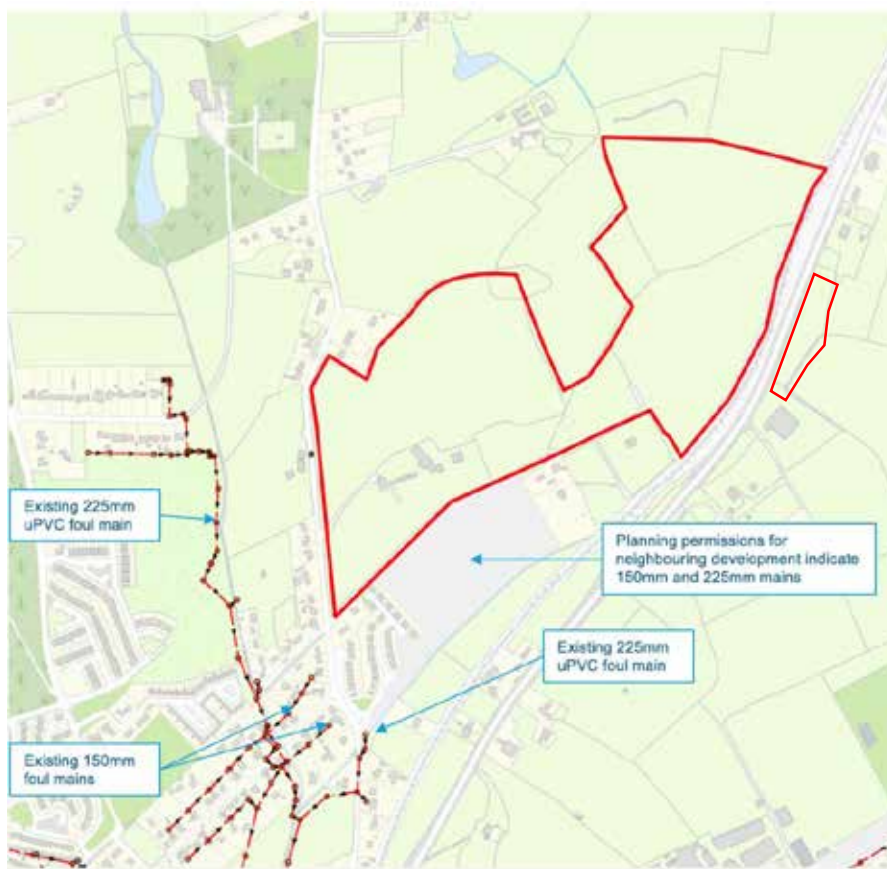 Existing 225mm
uPVC foul main
Planning permissions for
neighbouring development indicate
150mm and 225mm mains
Existing 225mm
uPVC foul main
Existing 150mm
foul mains